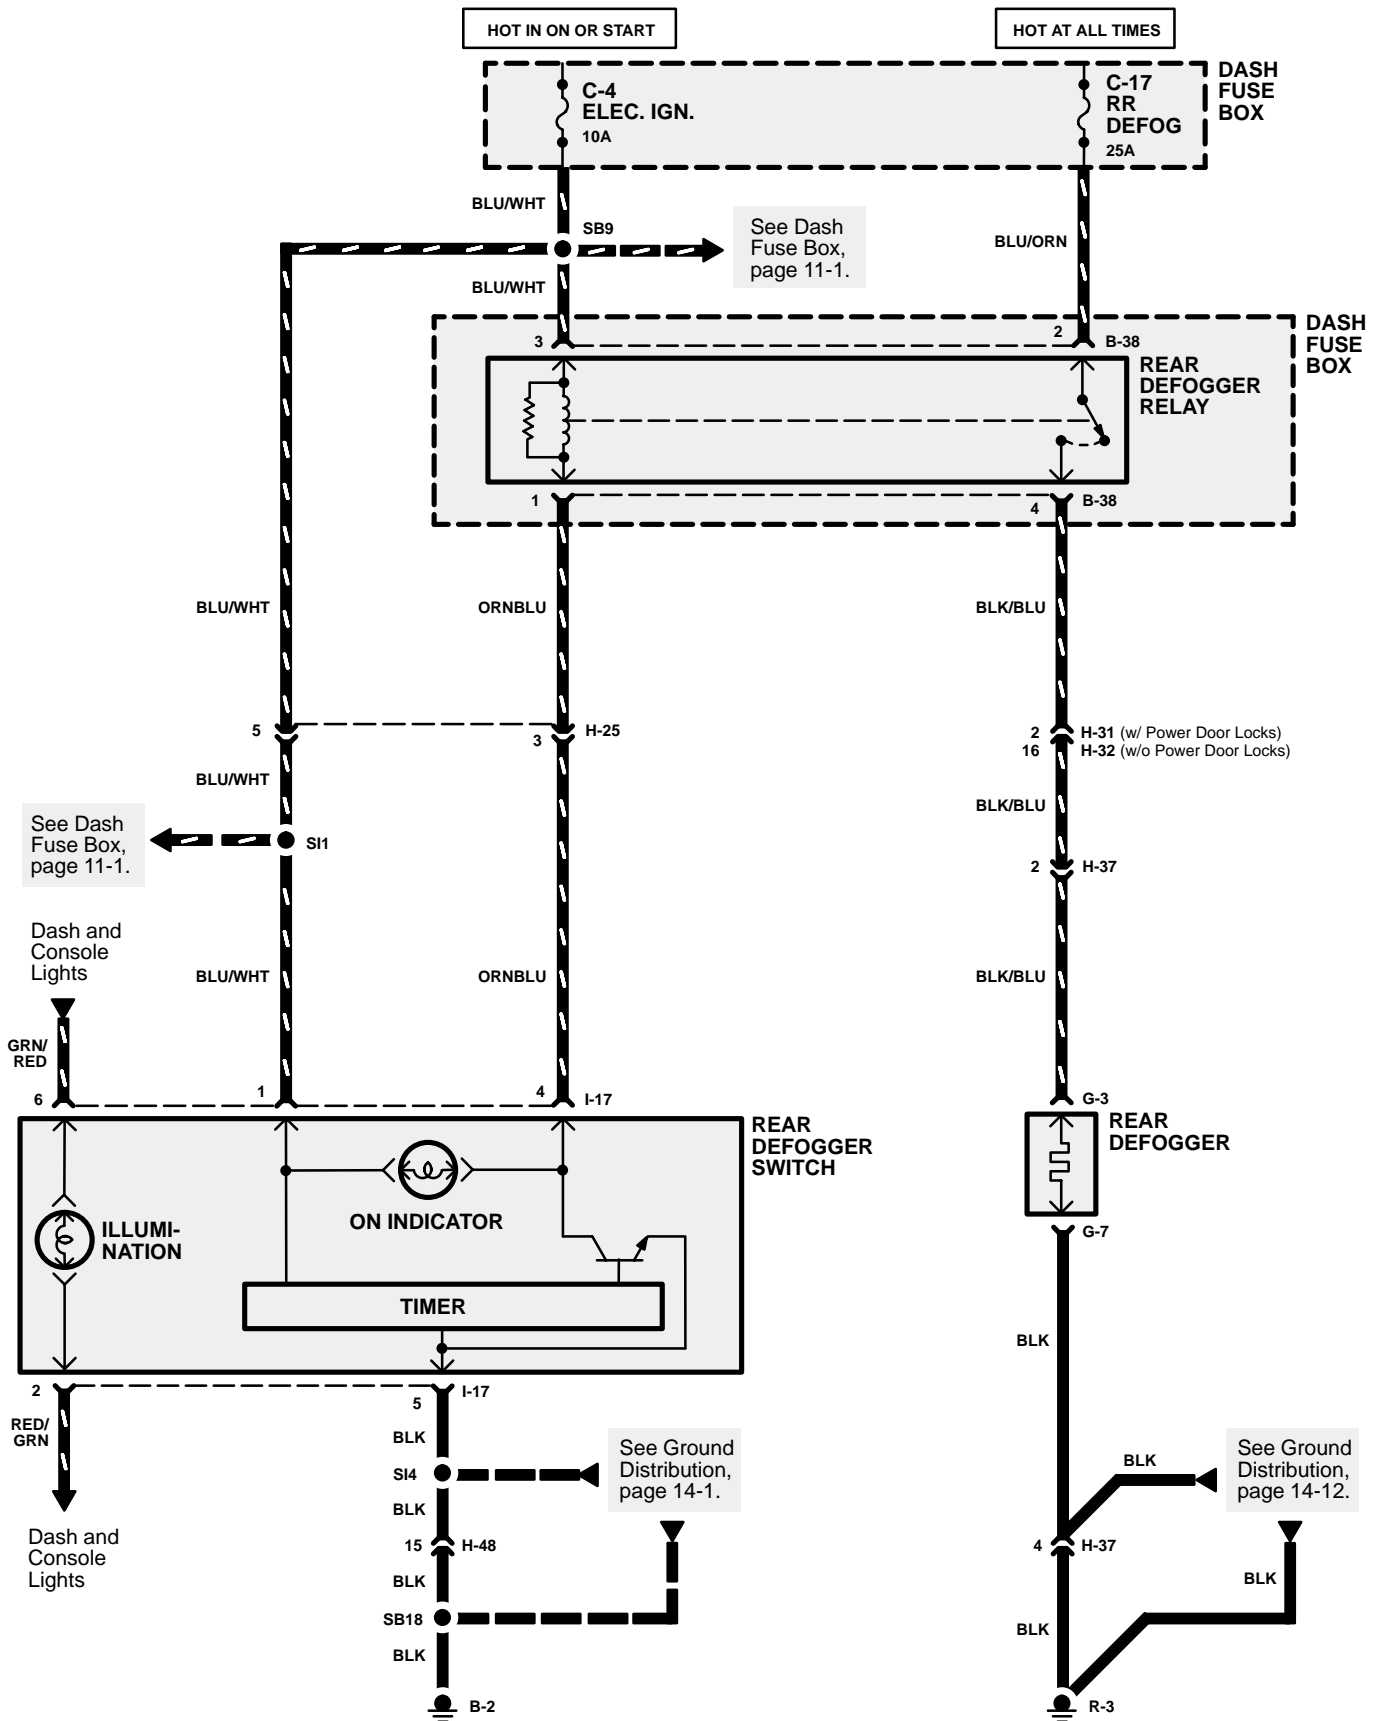 HOT IN ON OR START
HOT AT ALL TIMES
C-4
ELEC. IGN.
10A
C-17
RR
DEFOG
25A
DASH
FUSE
BOX
BLU/WHT
SB9
See Dash
Fuse Box,
page 11-1.
BLU/ORN
BLU/WHT
3
2
B-38
DASH
FUSE
BOX
REAR
DEFOGGER
RELAY
1
4
B-38
BLU/WHT
ORNBLU
BLK/BLU
5
3
H-25
2
H-31 (w/ Power Door Locks)
16
H-32 (w/o Power Door Locks)
BLU/WHT
BLK/BLU
See Dash
Fuse Box,
page 11-1.
SI1
2
H-37
Dash and
Console
Lights
BLU/WHT
ORNBLU
BLK/BLU
GRN/
RED
6
1
4
I-17
G-3
REAR
DEFOGGER
SWITCH
REAR
DEFOGGER
ILLUMI-
NATION
ON INDICATOR
TIMER
G-7
BLK
2
5
I-17
RED/
GRN
BLK
SI4
See Ground
Distribution,
page 14-1.
BLK
See Ground
Distribution,
page 14-12.
BLK
15
H-48
4
H-37
Dash and
Console
Lights
BLK
BLK
SB18
BLK
BLK
B-2
R-3